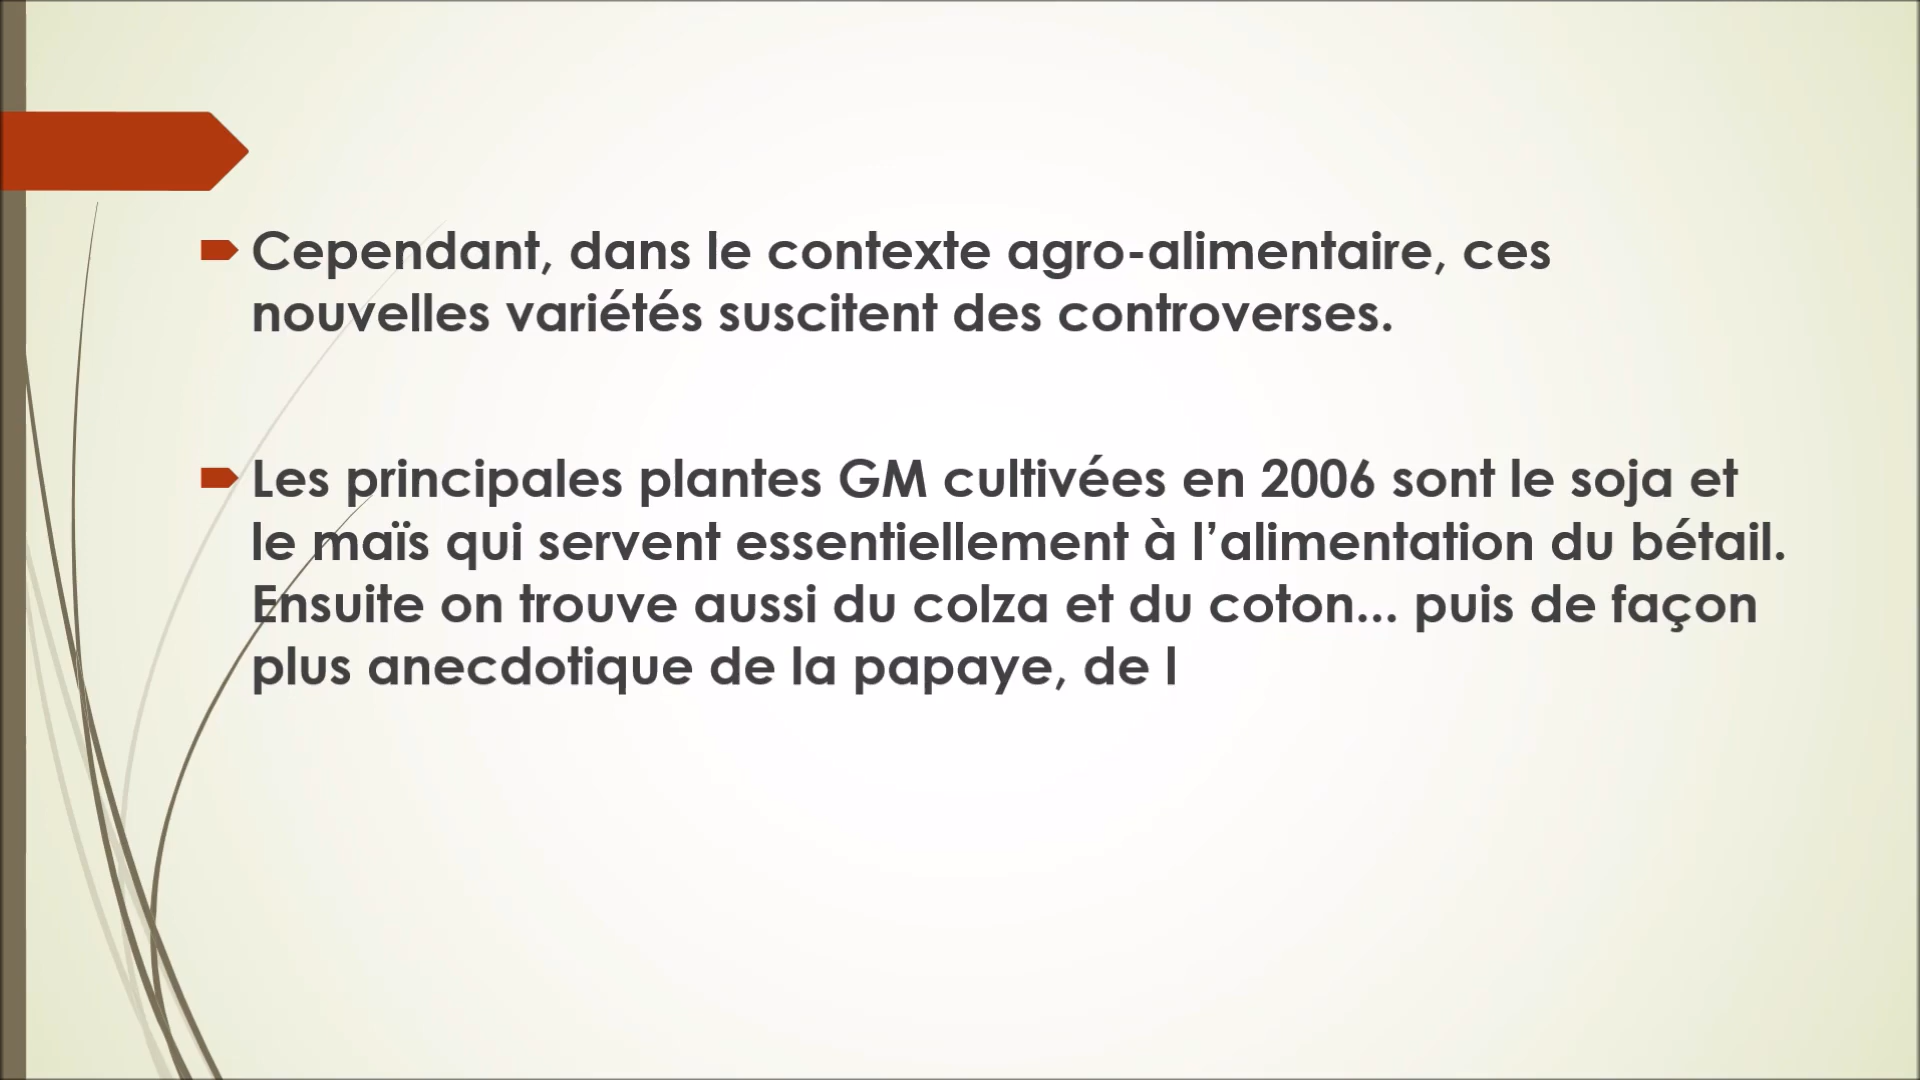 Cependant, dans le contexte agro-alimentaire, ces
nouvelles variétés suscitent des controverses.
Les principales plantes GM cultivées en 2006 sont le soja et
le maïs qui servent essentiellement à l’alimentation du bétail.
Ensuite on trouve aussi du colza et du coton... puis de façon
plus anecdotique de la papaye, de l